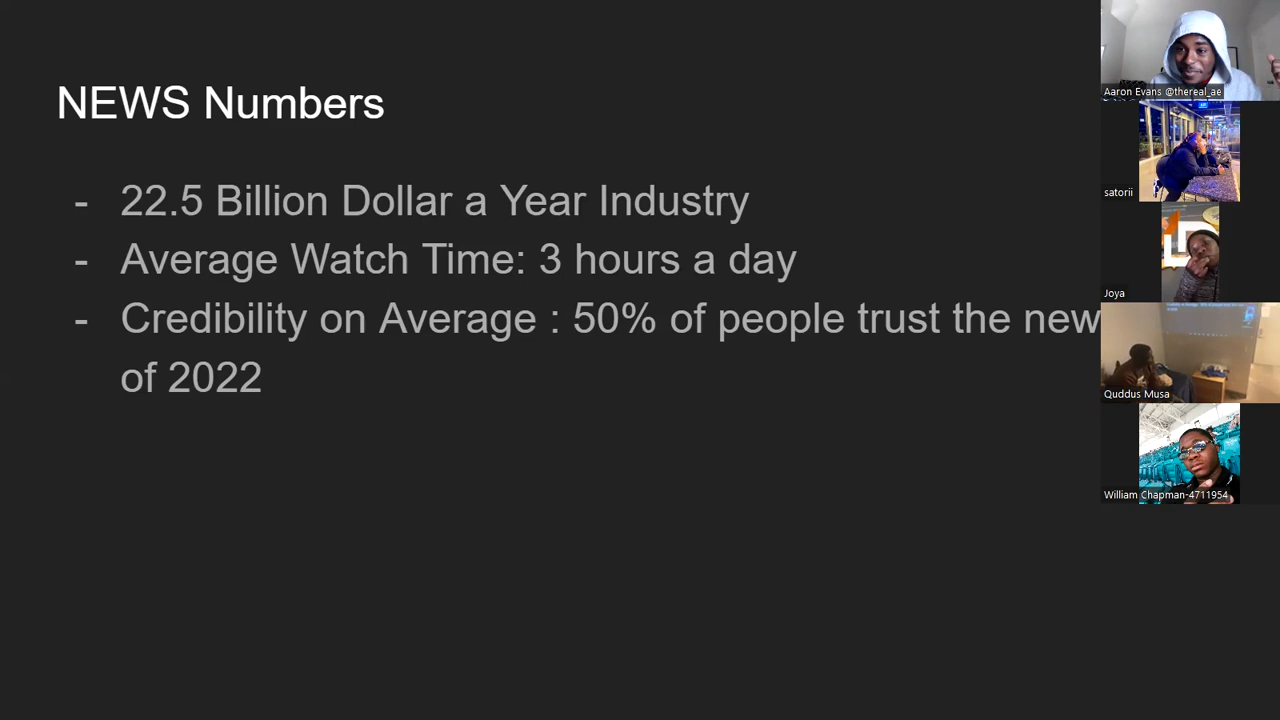 NEWS Numbers
- 22.5 Billion Dollar a Year Industry
- Average Watch Time: 3 hours a day
- Credibility on Average : 50% of people trust the new
of 2022
Aaron Evans @thereal_ae
satorii
Joya
Quddus Musa
William Chapman-4711954